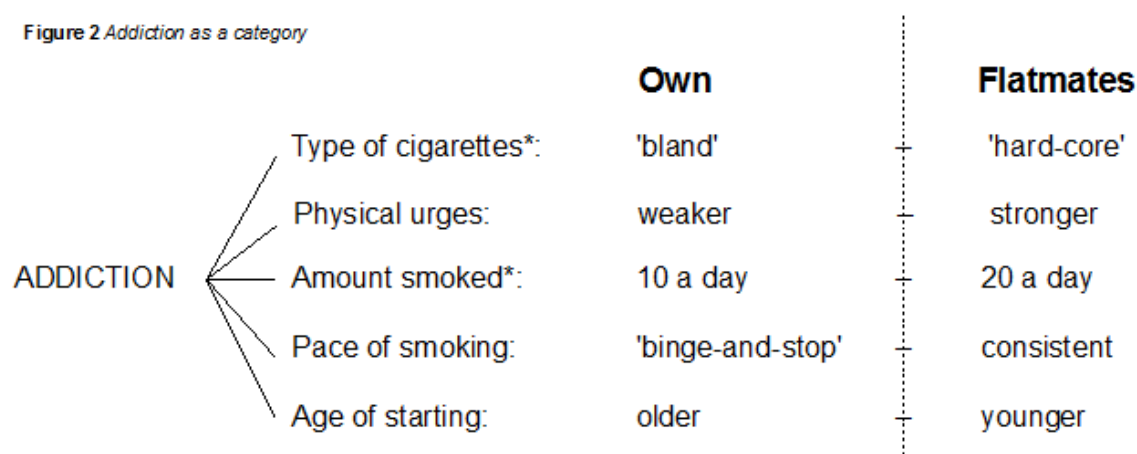 Figure 2 Addiction as a category
Own Flatmates
Type of cigarettes*: 'bland' – 'hard-core'
Physical urges: weaker – stronger
ADDICTION Amount smoked*: 10 a day – 20 a day
Pace of smoking: 'binge-and-stop' – consistent
Age of starting: older – younger